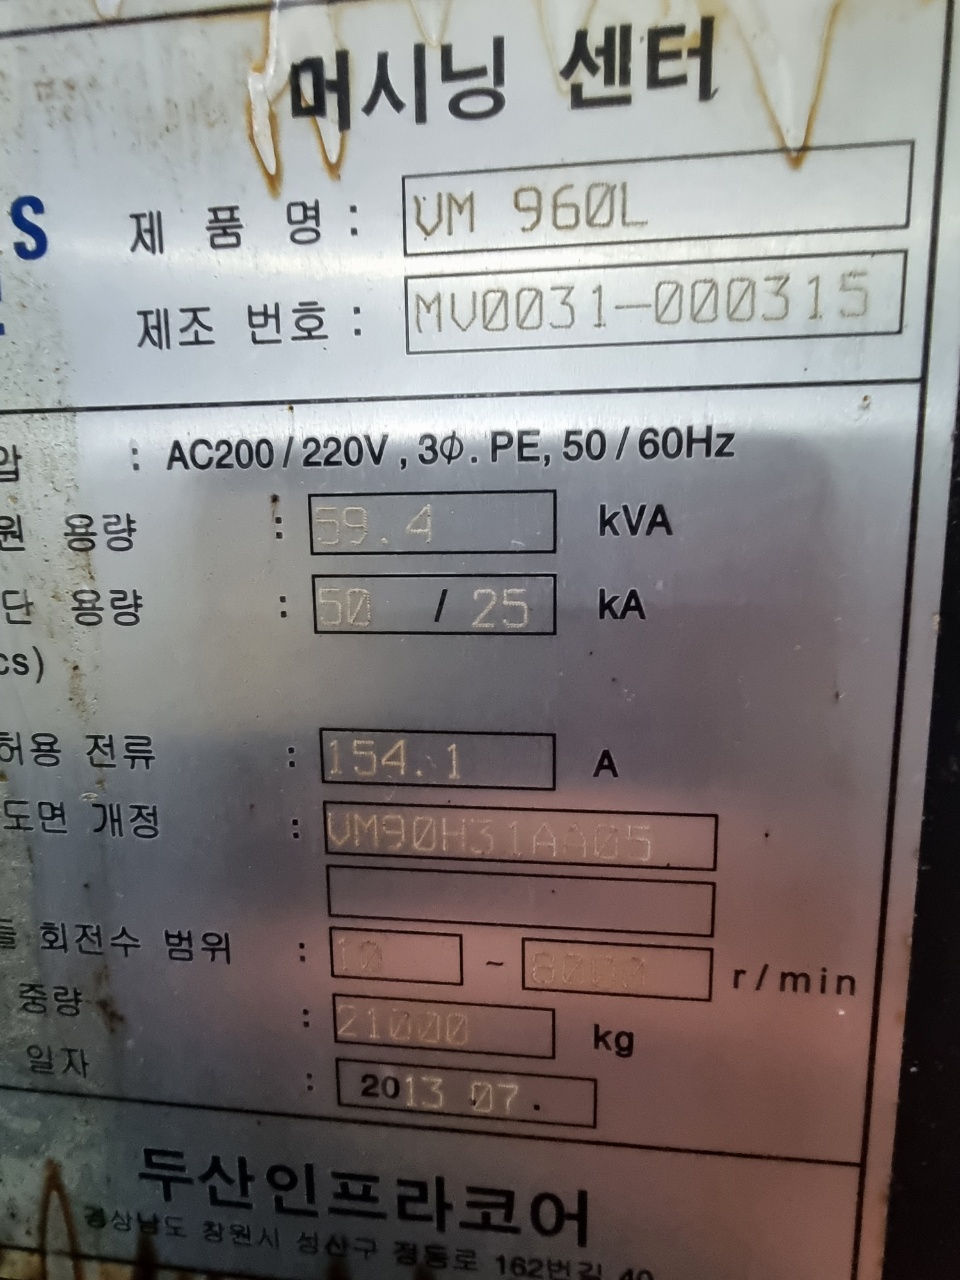 머시닝 센터
S
제 품 명 : VM 960L
제조 번호 : MV0031-000315
압 : AC200/220V, 3Ø. PE, 50/60Hz
원 용량 : 59.4 kVA
단 용량 : 50 / 25 kA
cs)
허용 전류 : 154.1 A
도면 개정 : VM90H31AA05
회전수 범위 : 10 ~ 8000 r/min
중량 : 21000 kg
일자 : 2013 07.
두산인프라코어
경상남도 창원시 성산구 정동로 162번길 40